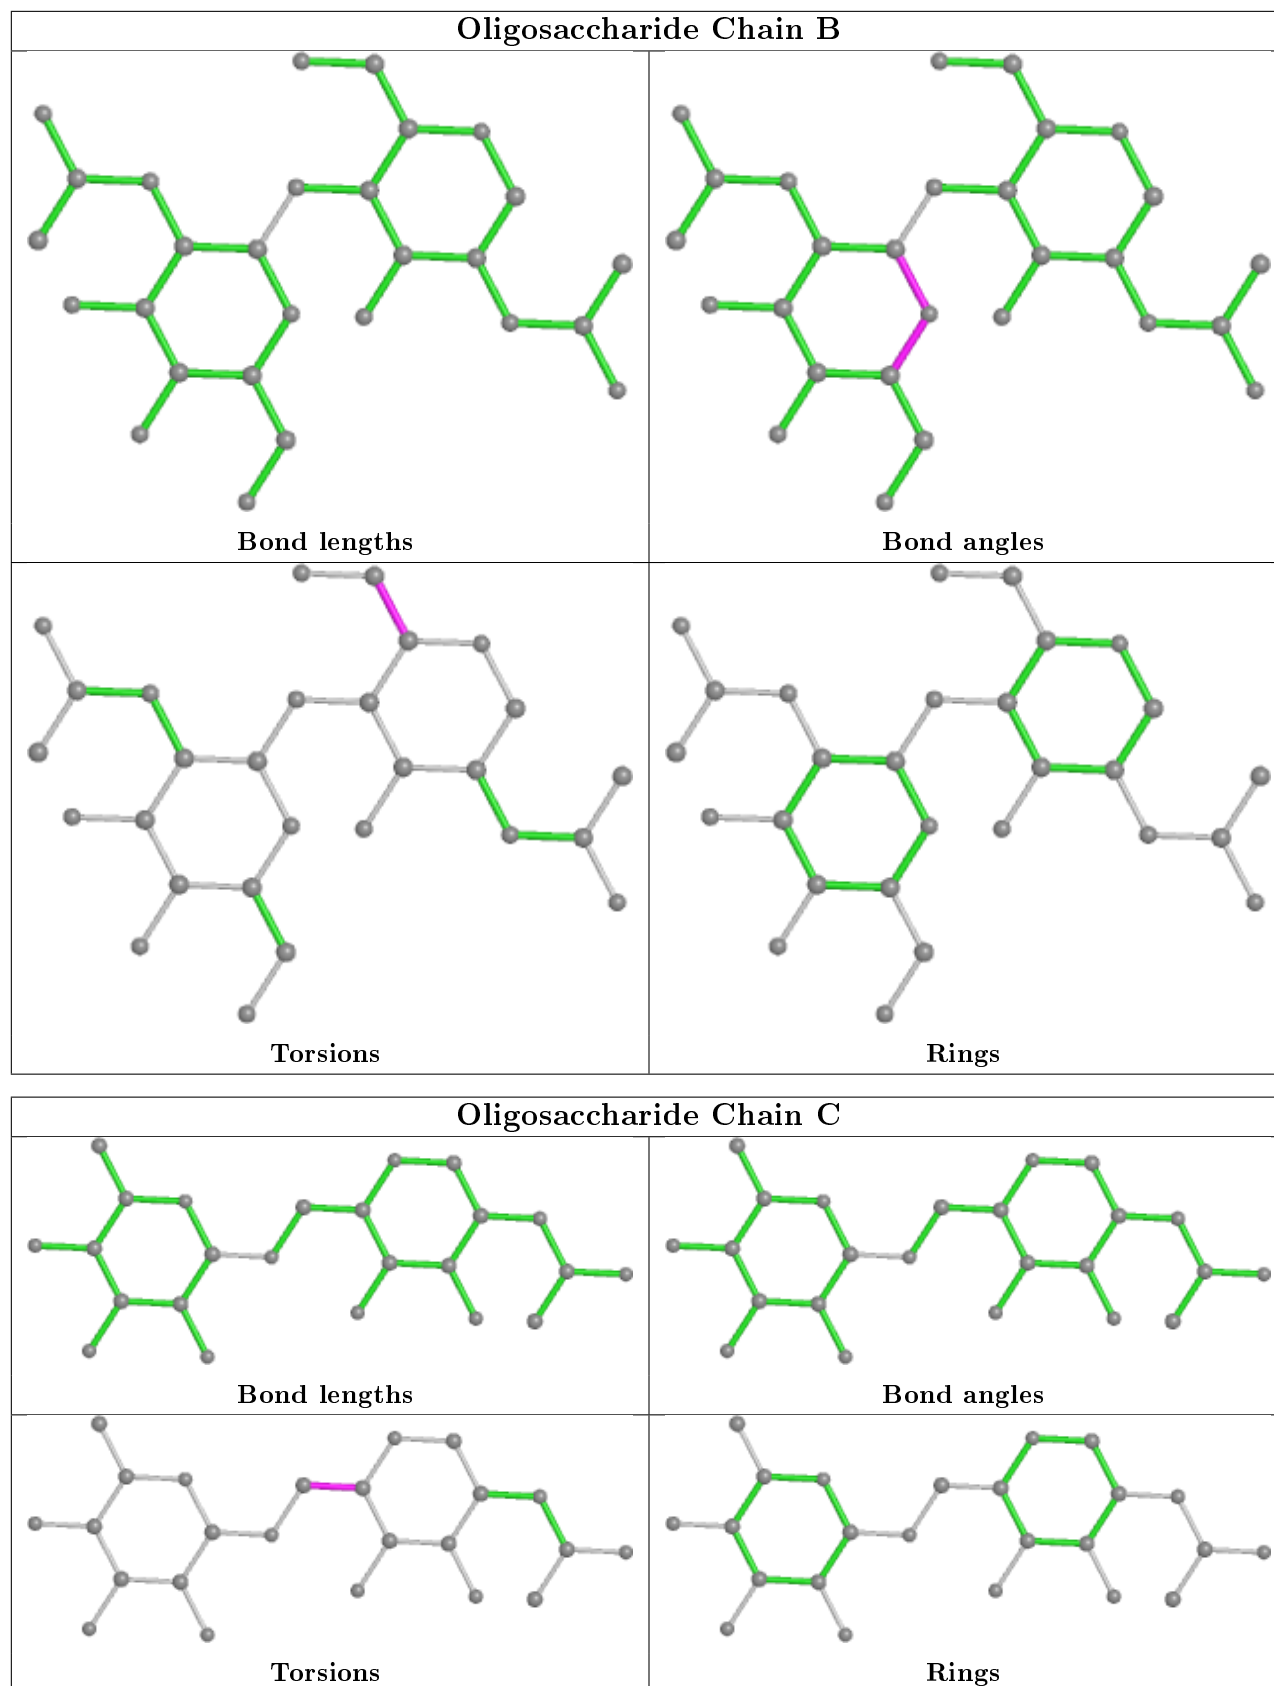 Oligosaccharide Chain B
Bond lengths
Bond angles
Torsions
Rings
Oligosaccharide Chain C
Bond lengths
Bond angles
Torsions
Rings